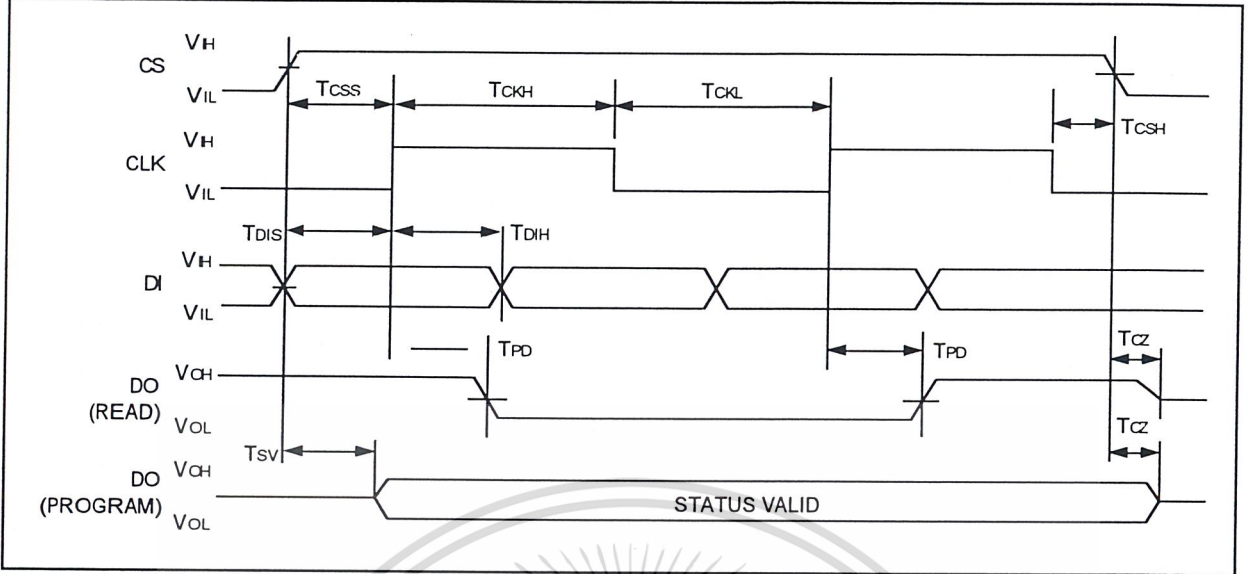 CS
VIH
VIL
TCSS
TCKH
TCKL
TCSH
CLK
VIH
VIL
TDIS
TDIH
DI
VIH
VIL
TPD
TPD
TCZ
DO
(READ)
VOH
VOL
TSV
TCZ
DO
(PROGRAM)
VOH
VOL
STATUS VALID